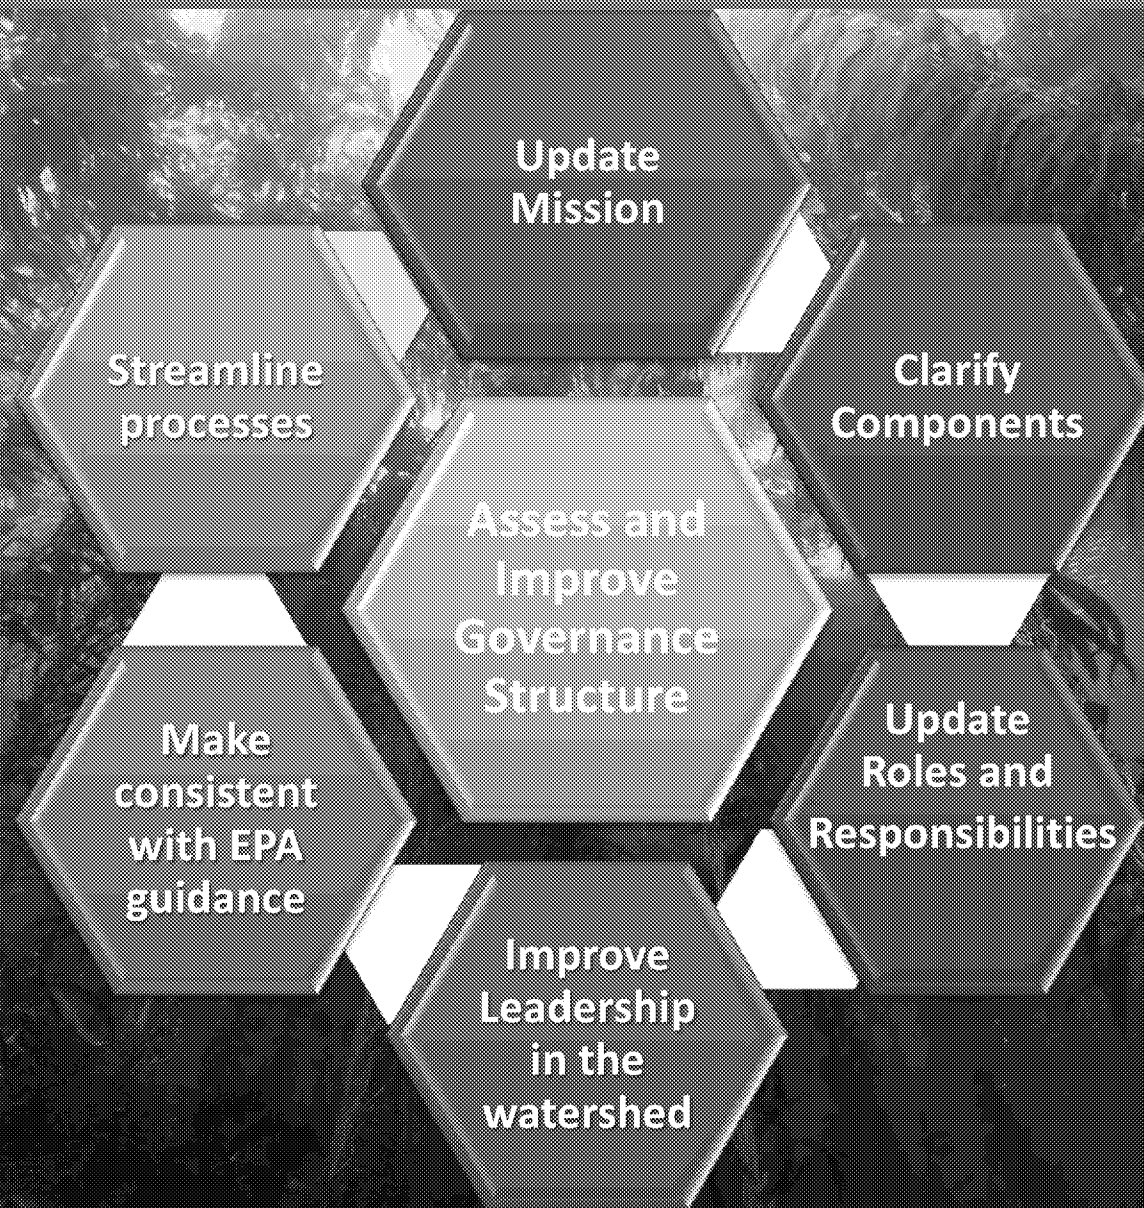 Update
Mission
Streamline
processes
Clarify
Components
Assess and
Improve
Governance
Structure
Make
consistent
with EPA
guidance
Update
Roles and
Responsibilities
Improve
Leadership
in the
watershed